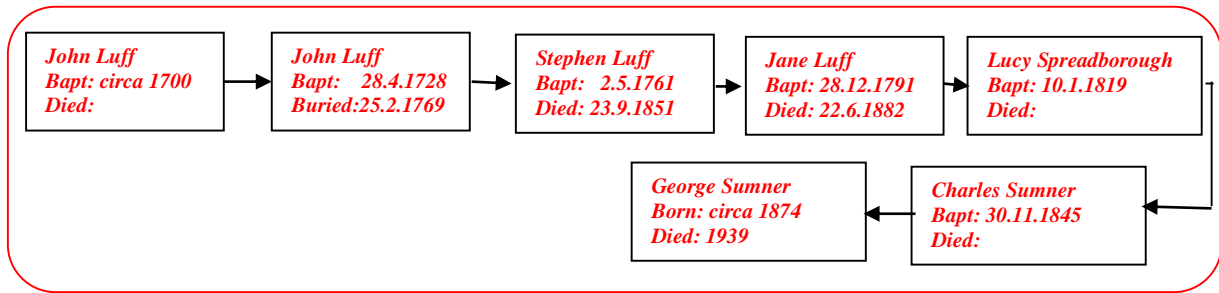 John Luff
Bapt: circa 1700
Died:
John Luff
Bapt: 28.4.1728
Buried:25.2.1769
Stephen Luff
Bapt: 2.5.1761
Died: 23.9.1851
Jane Luff
Bapt: 28.12.1791
Died: 22.6.1882
Lucy Spreadborough
Bapt: 10.1.1819
Died:
Charles Sumner
Bapt: 30.11.1845
Died:
George Sumner
Born: circa 1874
Died: 1939